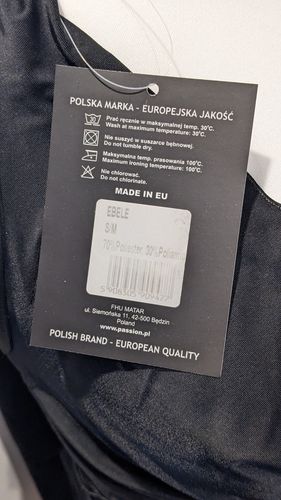 POLSKA MARKA - EUROPEJSKA JAKOŚĆ
Prać ręcznie w maksymalnej temp. 30°C.
Wash at maximum temperature: 30°C.
Nie suszyć w suszarce bębnowej.
Do not tumble dry.
Maksymalna temp. prasowania 100°C.
Maximum ironing temperature: 100°C.
Nie chlorować.
Do not chlorinate.
MADE IN EU
EBELE
S/M
70%Poliester, 30%Poliam
FHU MATAR
ul. Siemońska 11, 42-500 Będzin
Poland
www.passion.pl
POLISH BRAND - EUROPEAN QUALITY